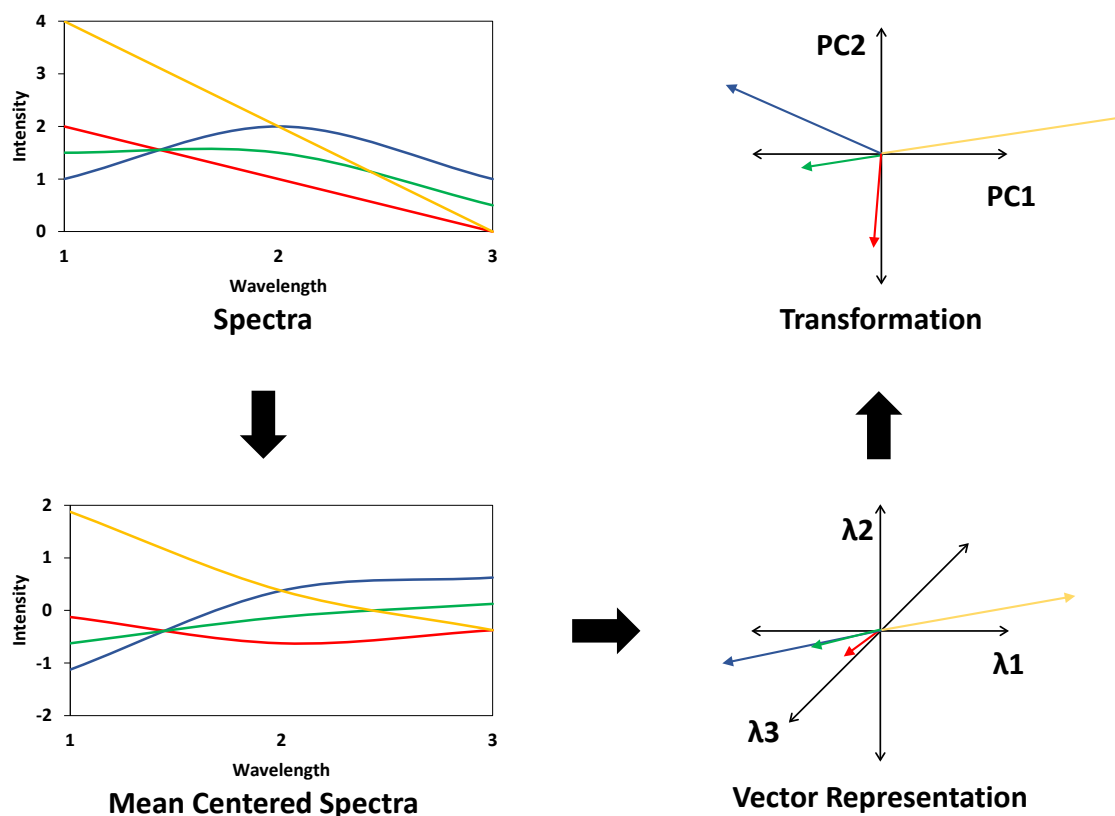 4
3
2
1
0
Intensity
1
2
3
Wavelength
Spectra
PC2
PC1
Transformation
2
1
0
-1
-2
Intensity
1
2
3
Wavelength
Mean Centered Spectra
λ2
λ1
λ3
Vector Representation